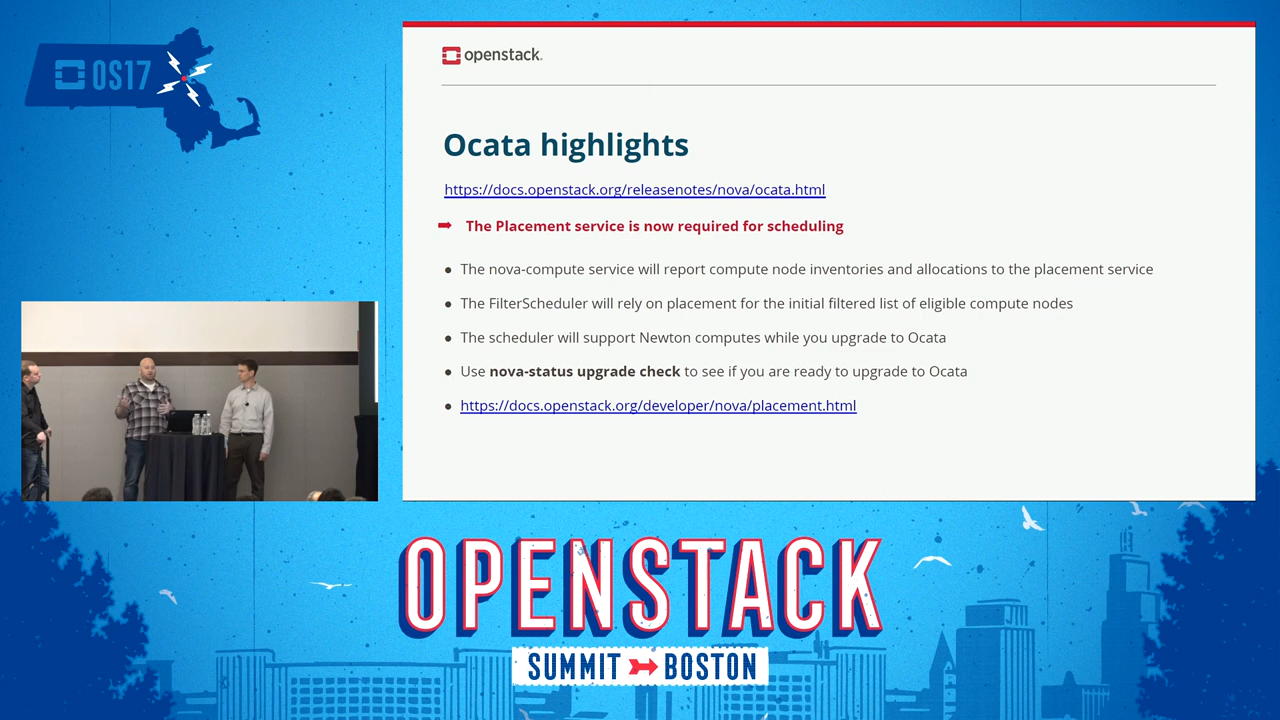 OS17
openstack.
Ocata highlights
https://docs.openstack.org/releasenotes/nova/ocata.html
The Placement service is now required for scheduling
The nova-compute service will report compute node inventories and allocations to the placement service
The FilterScheduler will rely on placement for the initial filtered list of eligible compute nodes
The scheduler will support Newton computes while you upgrade to Ocata
Use nova-status upgrade check to see if you are ready to upgrade to Ocata
https://docs.openstack.org/developer/nova/placement.html
OPENSTACK
SUMMIT BOSTON